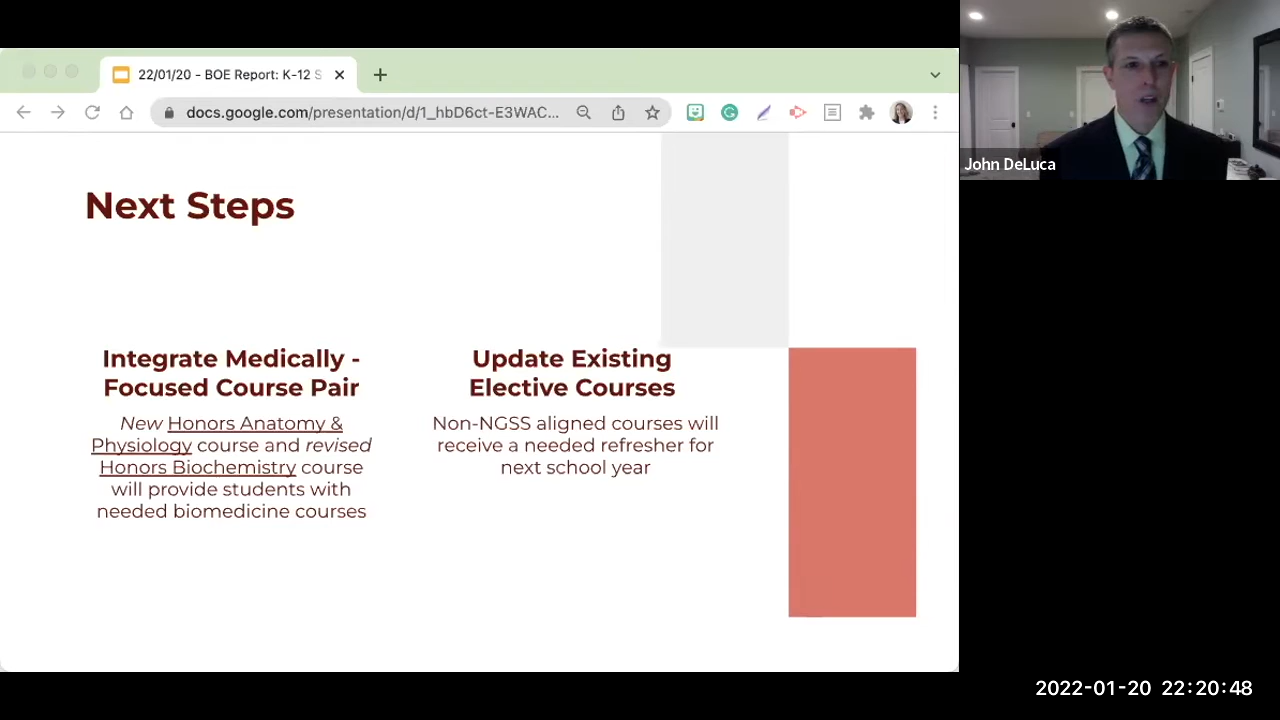 22/01/20 - BOE Report: K-12 S
docs.google.com/presentation/d/1_hbD6ct-E3WAC...
John DeLuca
Next Steps
Integrate Medically -
Focused Course Pair
New Honors Anatomy &
Physiology course and revised
Honors Biochemistry course
will provide students with
needed biomedicine courses
Update Existing
Elective Courses
Non-NGSS aligned courses will
receive a needed refresher for
next school year
2022-01-20 22:20:48